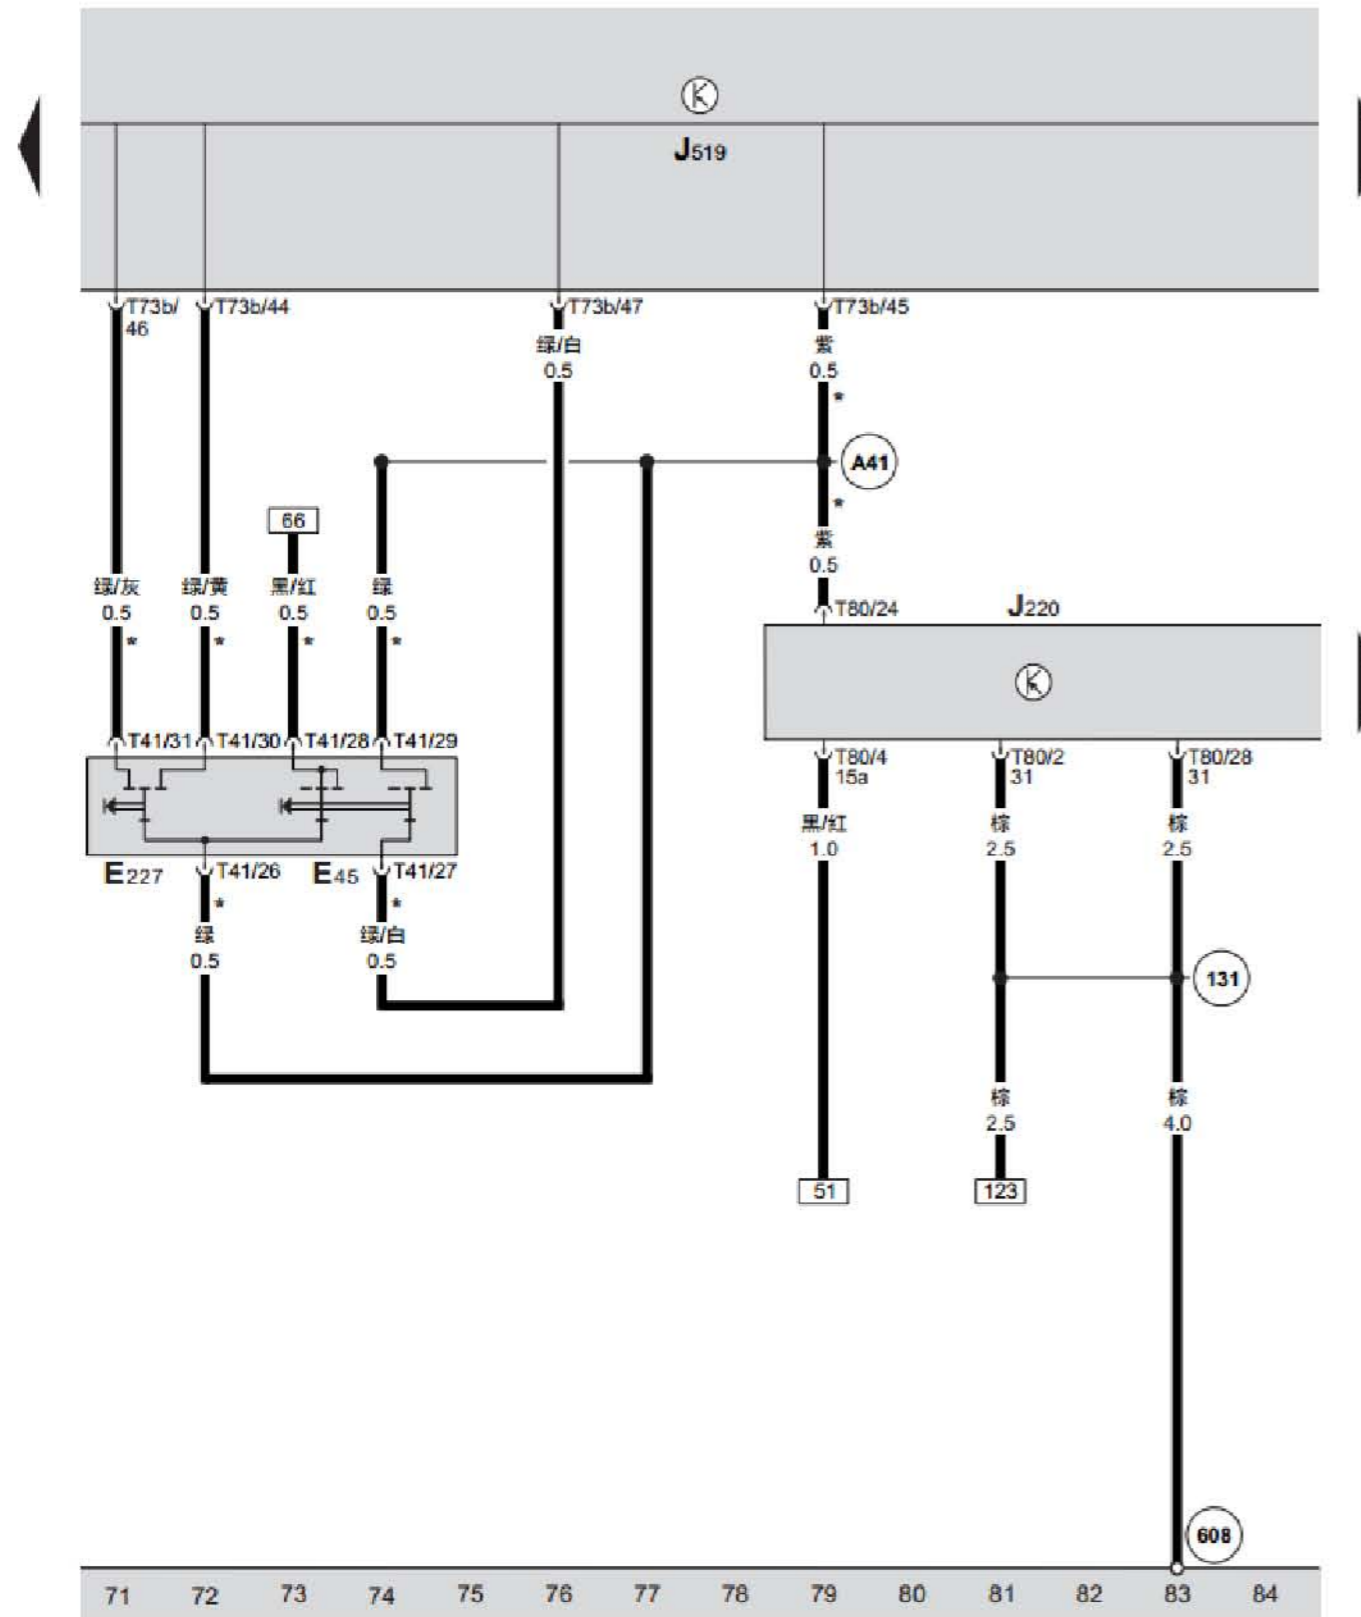 J519
T73b/ T73b/44 T73b/47 T73b/45
46
绿/白 紫
0.5 0.5
*
A41
*
66
紫
0.5
绿/灰 绿/黄 黑/红 绿
0.5 0.5 0.5 0.5
* * * *
T80/24 J220
T41/31 T41/30 T41/28 T41/29
T80/4 T80/2 T80/28
15a 31 31
黑/红 棕 棕
1.0 2.5 2.5
E227 T41/26 E45 T41/27
* *
绿 绿/白
0.5 0.5
131
棕 棕
2.5 4.0
51 123
608
71 72 73 74 75 76 77 78 79 80 81 82 83 84